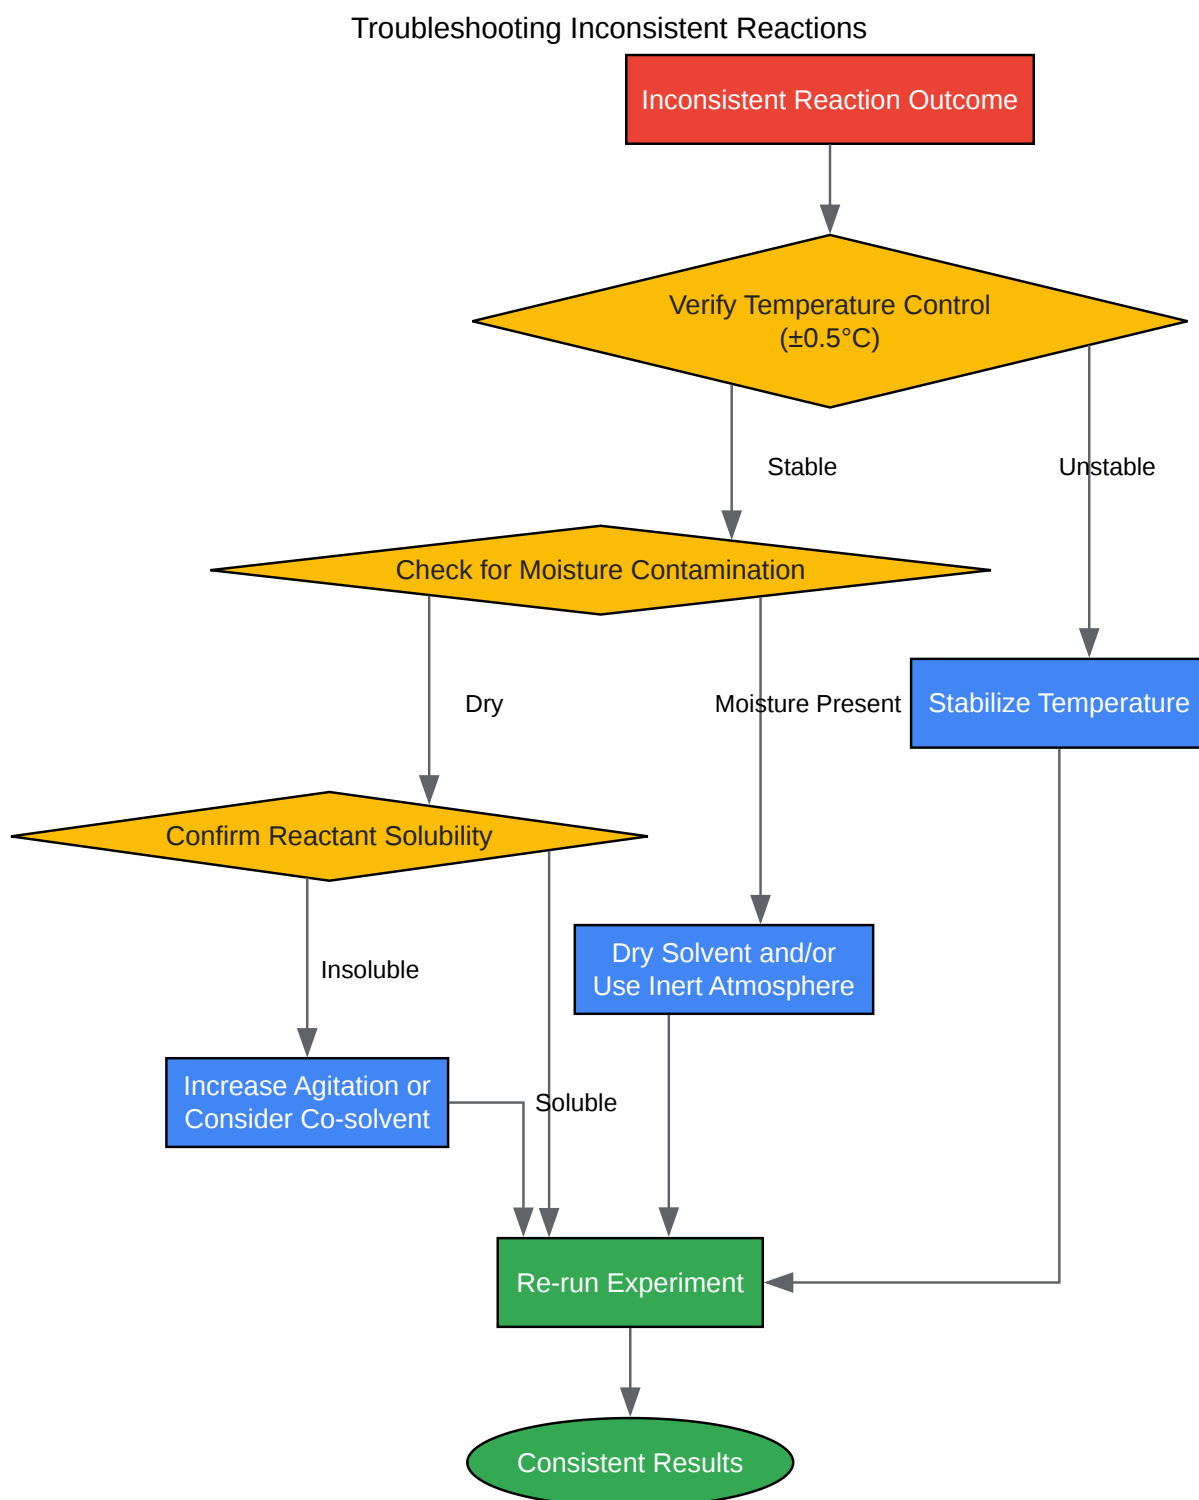 Troubleshooting Inconsistent Reactions
Inconsistent Reaction Outcome
Verify Temperature Control
(±0.5°C)
Stable
Unstable
Check for Moisture Contamination
Dry
Moisture Present
Stabilize Temperature
Confirm Reactant Solubility
Insoluble
Dry Solvent and/or
Use Inert Atmosphere
Increase Agitation or
Consider Co-solvent
Soluble
Re-run Experiment
Consistent Results